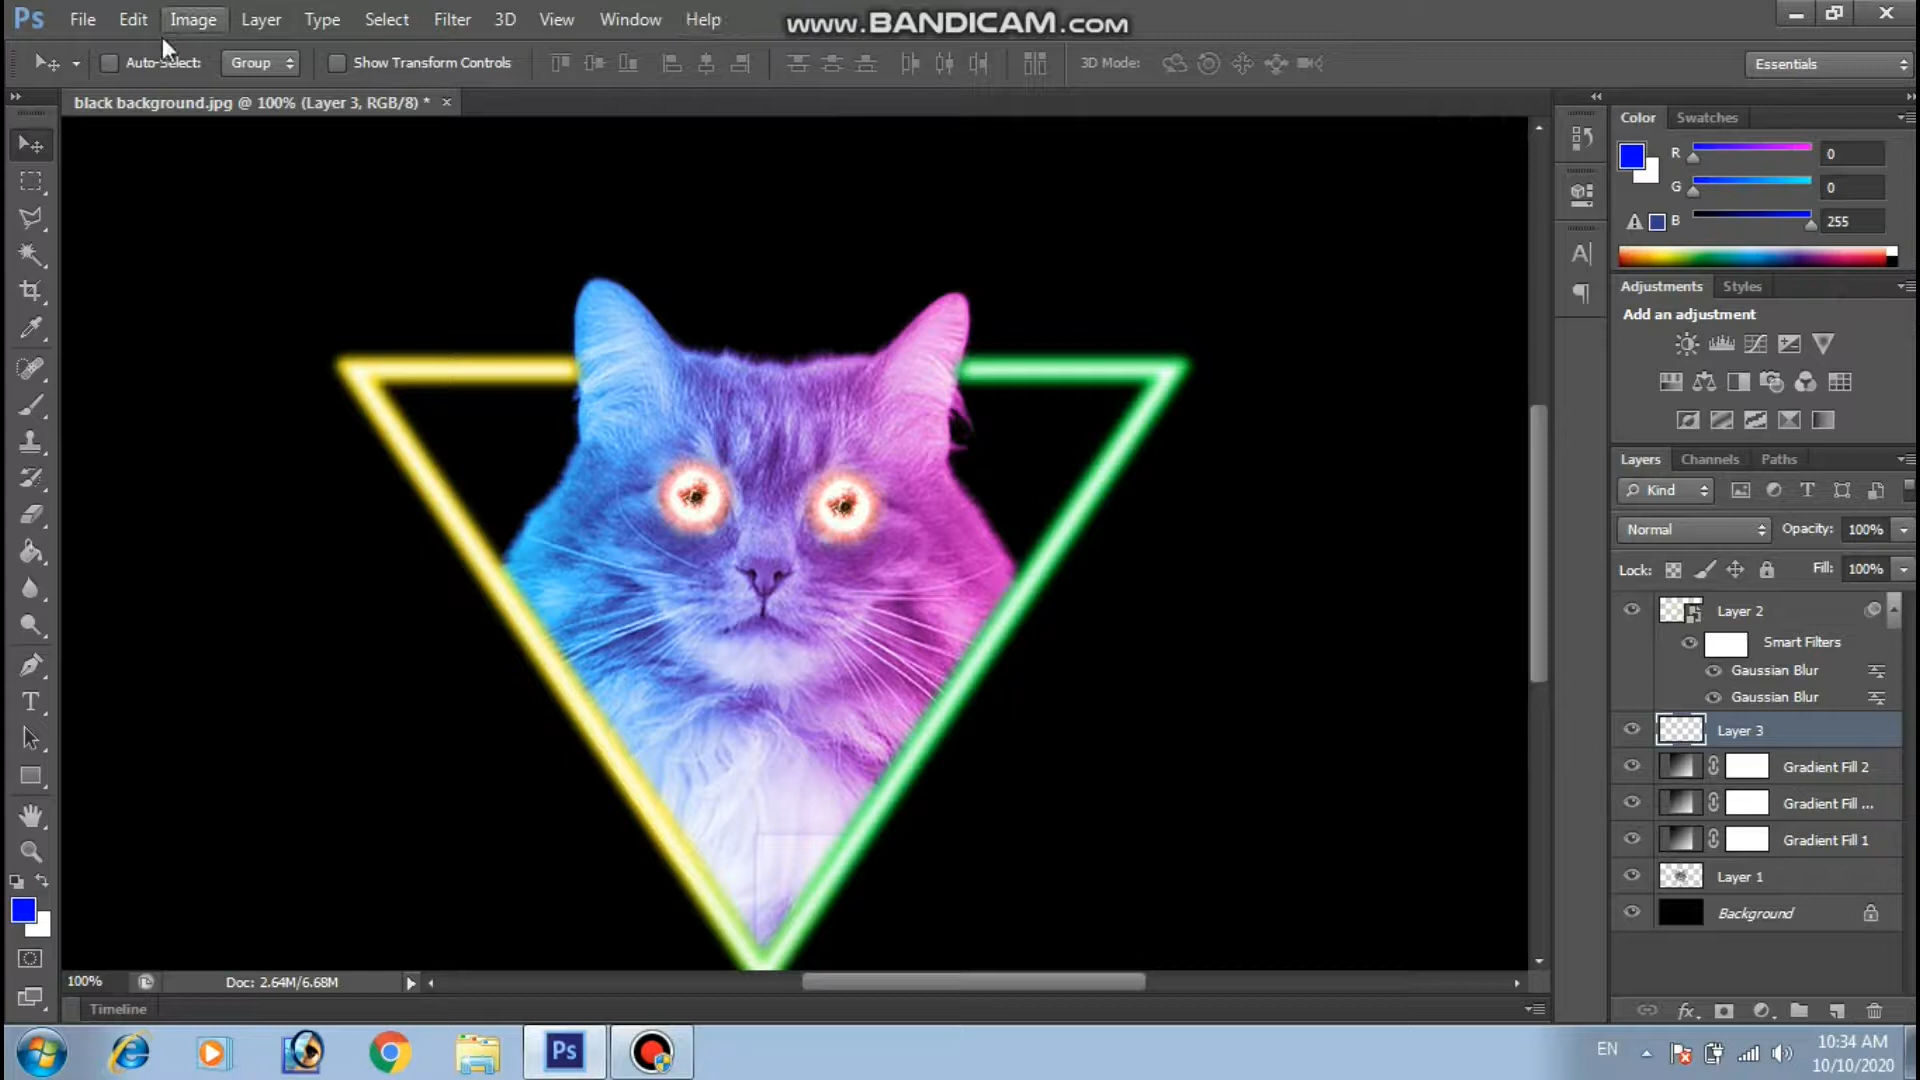 Ps File Edit Image Layer Type Select Filter 3D View Window Help
www.BANDICAM.com
Auto-Select: Group Show Transform Controls 3D Mode: Essentials
black background.jpg @ 100% (Layer 3, RGB/8) *
Color Swatches
R 0
G 0
B 255
Adjustments Styles
Add an adjustment
Layers Channels Paths
Kind
Normal Opacity: 100%
Lock: Fill: 100%
Layer 2
Smart Filters
Gaussian Blur
Gaussian Blur
Layer 3
Gradient Fill 2
Gradient Fill ...
Gradient Fill 1
Layer 1
Background
100% Doc: 2.64M/6.68M
Timeline
Ps
EN
10:34 AM
10/10/2020